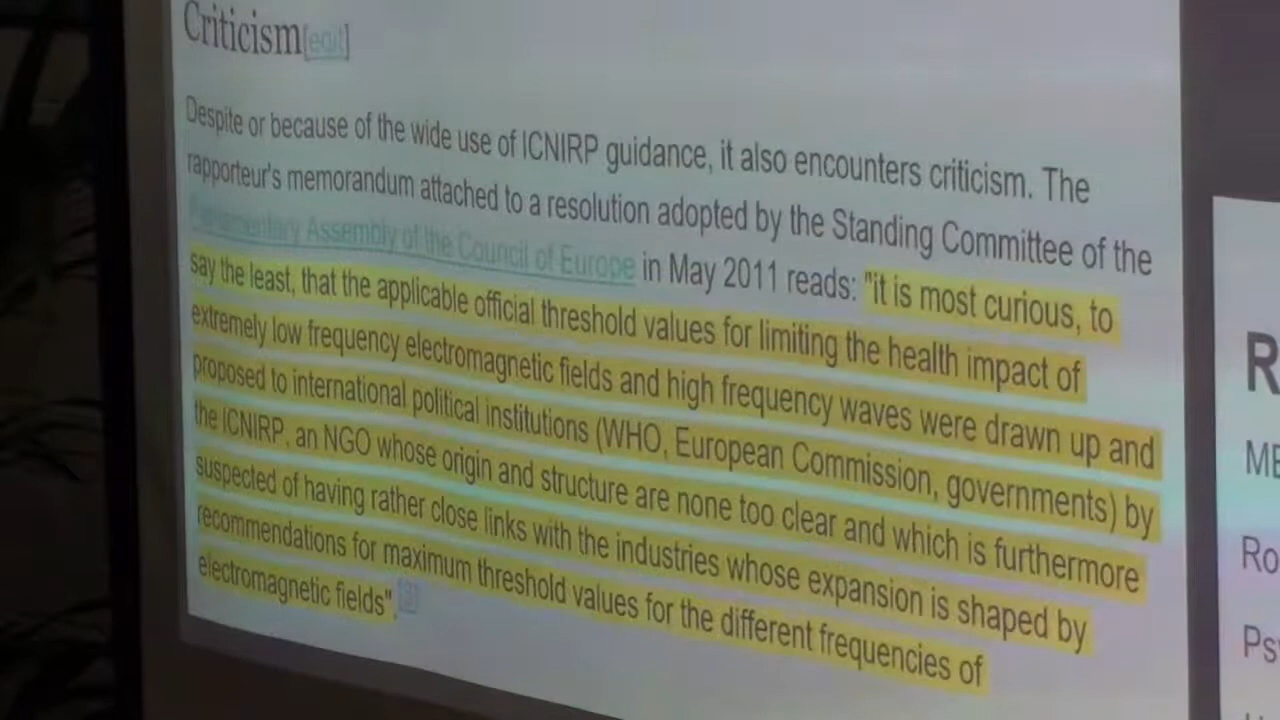 Criticism[edit]
Despite or because of the wide use of ICNIRP guidance, it also encounters criticism. The
rapporteur's memorandum attached to a resolution adopted by the Standing Committee of the
Parliamentary Assembly of the Council of Europe in May 2011 reads: "it is most curious, to
say the least, that the applicable official threshold values for limiting the health impact of
extremely low frequency electromagnetic fields and high frequency waves were drawn up and
proposed to international political institutions (WHO, European Commission, governments) by
the ICNIRP, an NGO whose origin and structure are none too clear and which is furthermore
suspected of having rather close links with the industries whose expansion is shaped by
recommendations for maximum threshold values for the different frequencies of
electromagnetic fields".[3]
R
ME
Ro
Ps